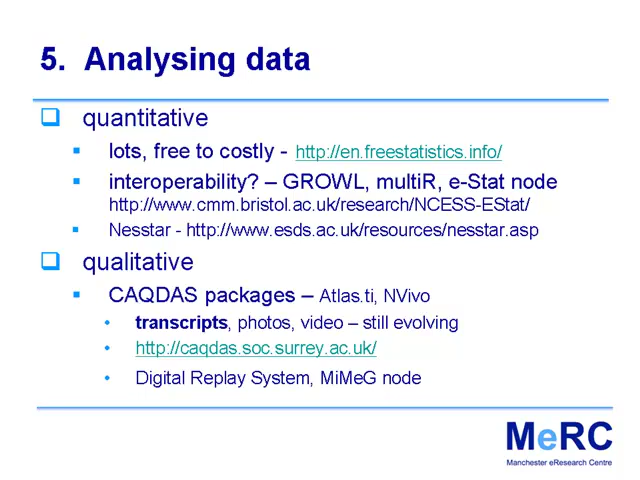 5. Analysing data
quantitative
lots, free to costly - http://en.freestatistics.info/
interoperability? – GROWL, multiR, e-Stat node
http://www.cmm.bristol.ac.uk/research/NCESS-EStat/
Nesstar - http://www.esds.ac.uk/resources/nesstar.asp
qualitative
CAQDAS packages – Atlas.ti, NVivo
transcripts, photos, video – still evolving
http://caqdas.soc.surrey.ac.uk/
Digital Replay System, MiMeG node
MeRC
Manchester eResearch Centre